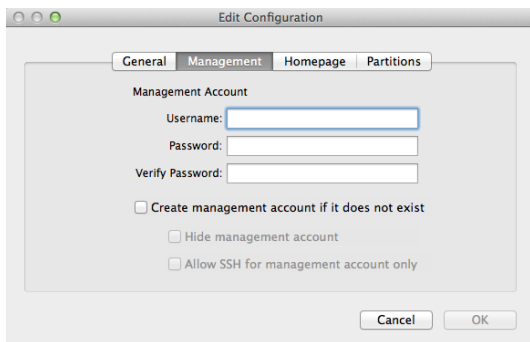 Edit Configuration
General Management Homepage Partitions
Management Account
Username:
Password:
Verify Password:
Create management account if it does not exist
Hide management account
Allow SSH for management account only
Cancel OK